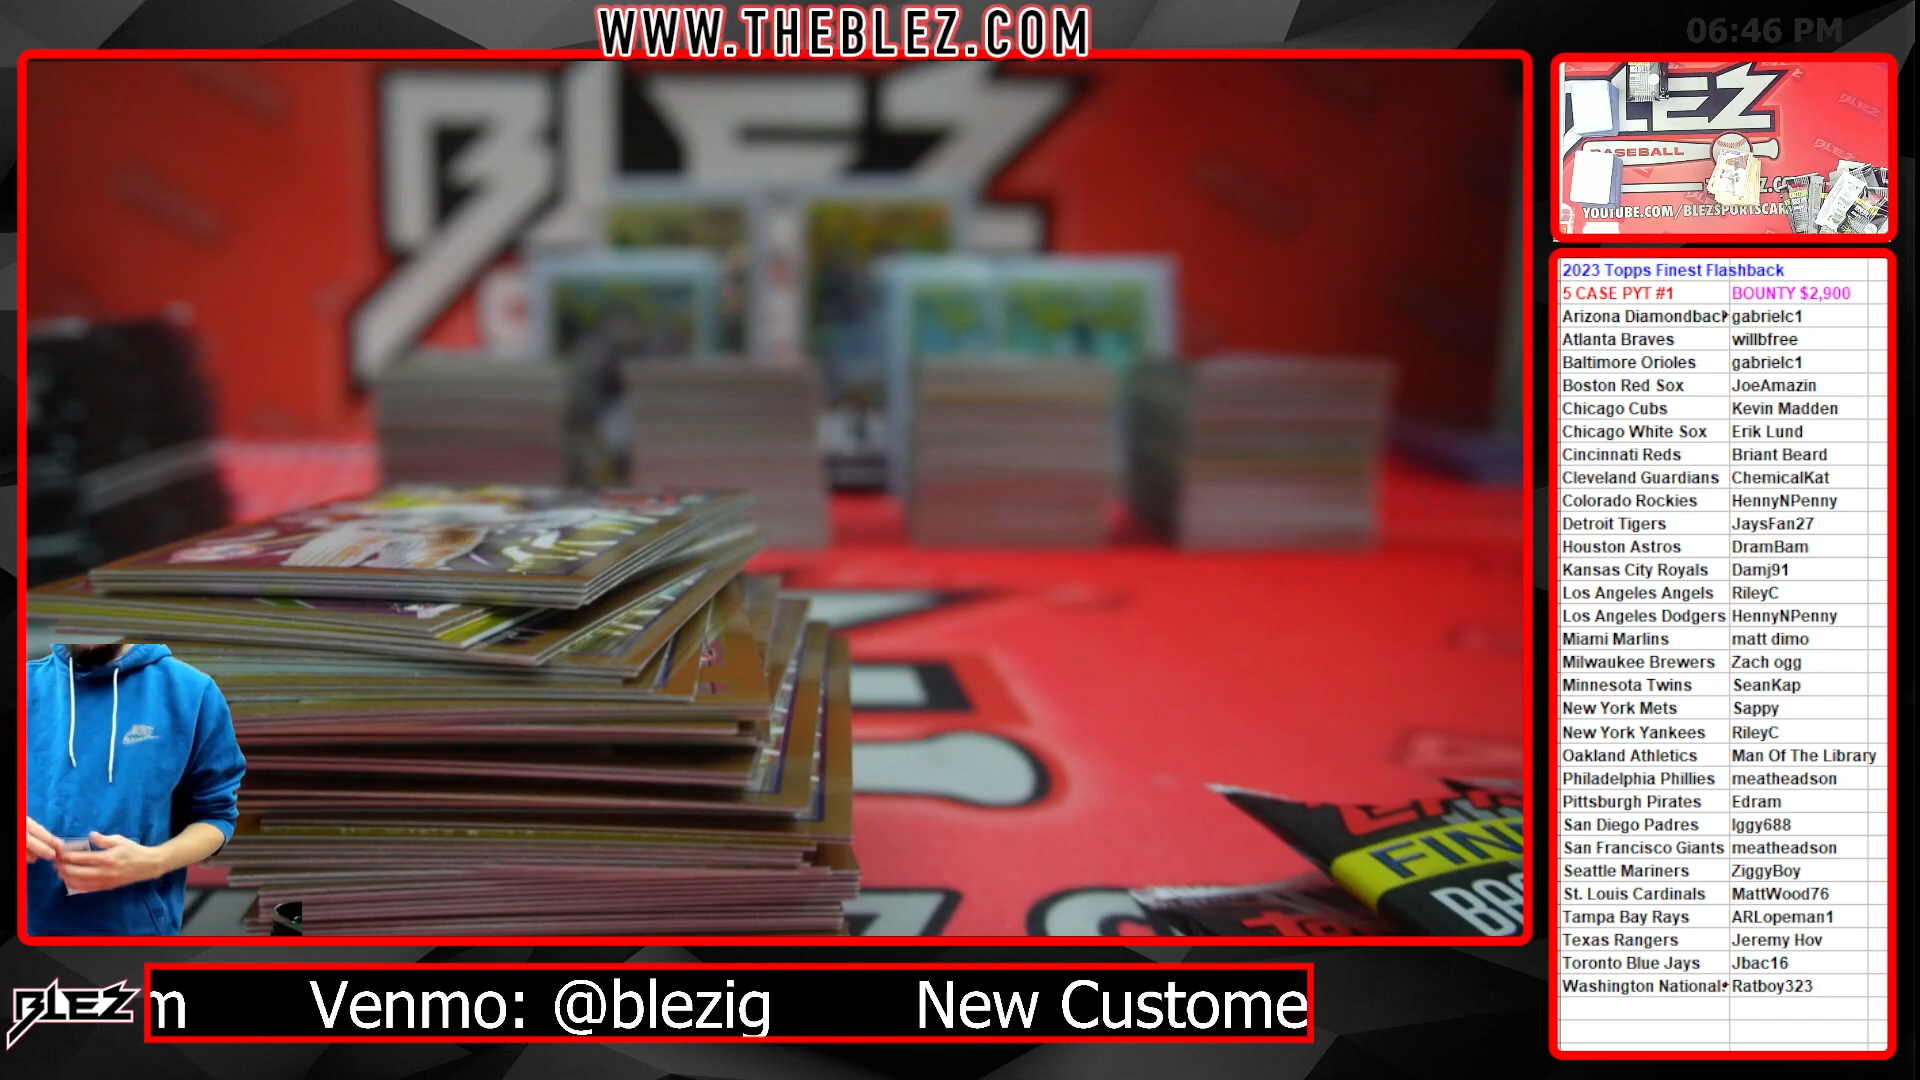 WWW.THEBLEZ.COM
06:46 PM
BLEZ
BLEZ
BASEBALL
YOUTUBE.COM/BLEZSPORTSCAR
2023 Topps Finest Flashback
5 CASE PYT #1 BOUNTY $2,900
Arizona Diamondback gabrielc1
Atlanta Braves willbfree
Baltimore Orioles gabrielc1
Boston Red Sox JoeAmazin
Chicago Cubs Kevin Madden
Chicago White Sox Erik Lund
Cincinnati Reds Briant Beard
Cleveland Guardians ChemicalKat
Colorado Rockies HennyNPenny
Detroit Tigers JaysFan27
Houston Astros DramBam
Kansas City Royals Damj91
Los Angeles Angels RileyC
Los Angeles Dodgers HennyNPenny
Miami Marlins matt dimo
Milwaukee Brewers Zach ogg
Minnesota Twins SeanKap
New York Mets Sappy
New York Yankees RileyC
Oakland Athletics Man Of The Library
Philadelphia Phillies meatheadson
Pittsburgh Pirates Edram
San Diego Padres Iggy688
San Francisco Giants meatheadson
Seattle Mariners ZiggyBoy
St. Louis Cardinals MattWood76
Tampa Bay Rays ARLopeman1
Texas Rangers Jeremy Hov
Toronto Blue Jays Jbac16
Washington Nationals Ratboy323
FIN
BA
BLEZ
m Venmo: @blezig New Custome